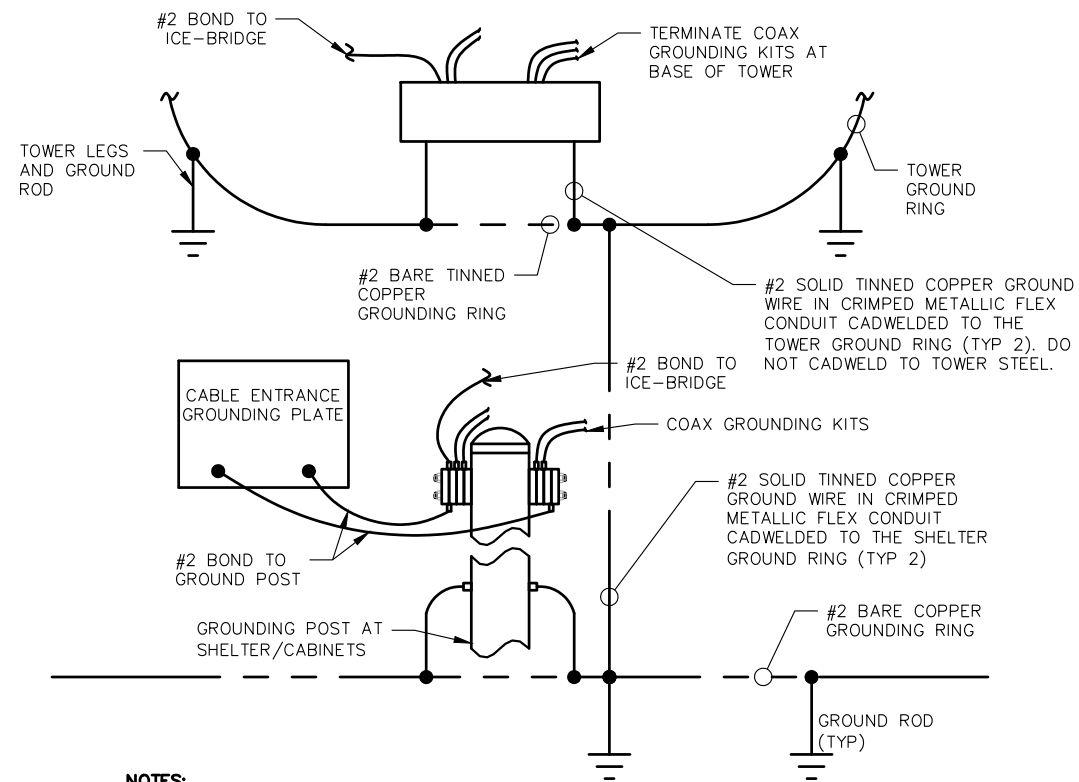 #2 BOND TO
ICE-BRIDGE
TERMINATE COAX
GROUNDING KITS AT
BASE OF TOWER
TOWER LEGS
AND GROUND
ROD
TOWER
GROUND
RING
#2 BARE TINNED
COPPER
GROUNDING RING
#2 SOLID TINNED COPPER GROUND
WIRE IN CRIMPED METALLIC FLEX
CONDUIT CADWELDED TO THE
TOWER GROUND RING (TYP 2). DO
NOT CADWELD TO TOWER STEEL.
#2 BOND TO
ICE-BRIDGE
CABLE ENTRANCE
GROUNDING PLATE
COAX GROUNDING KITS
#2 SOLID TINNED COPPER
GROUND WIRE IN CRIMPED
METALLIC FLEX CONDUIT
CADWELDED TO THE SHELTER
GROUND RING (TYP 2)
#2 BOND TO
GROUND POST
GROUNDING POST AT
SHELTER/CABINETS
#2 BARE COPPER
GROUNDING RING
GROUND ROD
(TYP)
NOTES: